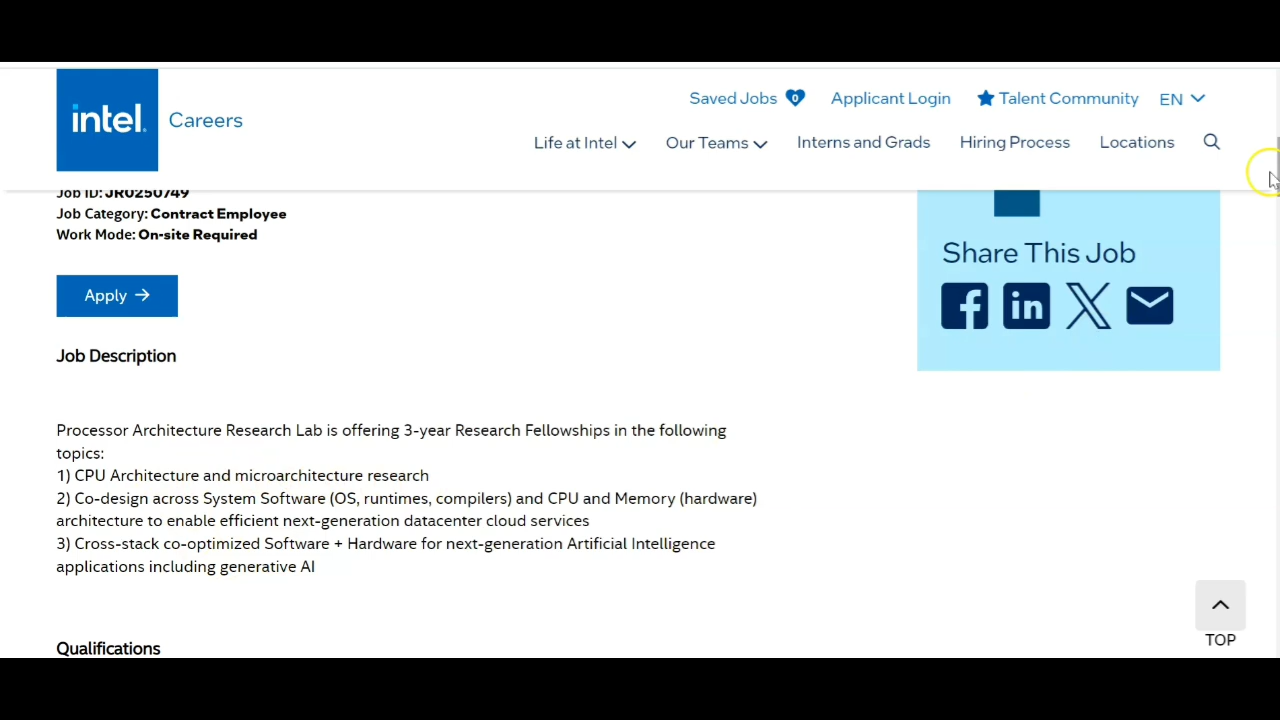 intel.
Careers
Saved Jobs 0 Applicant Login Talent Community EN
Life at Intel Our Teams Interns and Grads Hiring Process Locations
Job ID: JR0250749
Job Category: Contract Employee
Work Mode: On-site Required
Apply →
Share This Job
Job Description
Processor Architecture Research Lab is offering 3-year Research Fellowships in the following
topics:
1) CPU Architecture and microarchitecture research
2) Co-design across System Software (OS, runtimes, compilers) and CPU and Memory (hardware)
architecture to enable efficient next-generation datacenter cloud services
3) Cross-stack co-optimized Software + Hardware for next-generation Artificial Intelligence
applications including generative AI
TOP
Qualifications